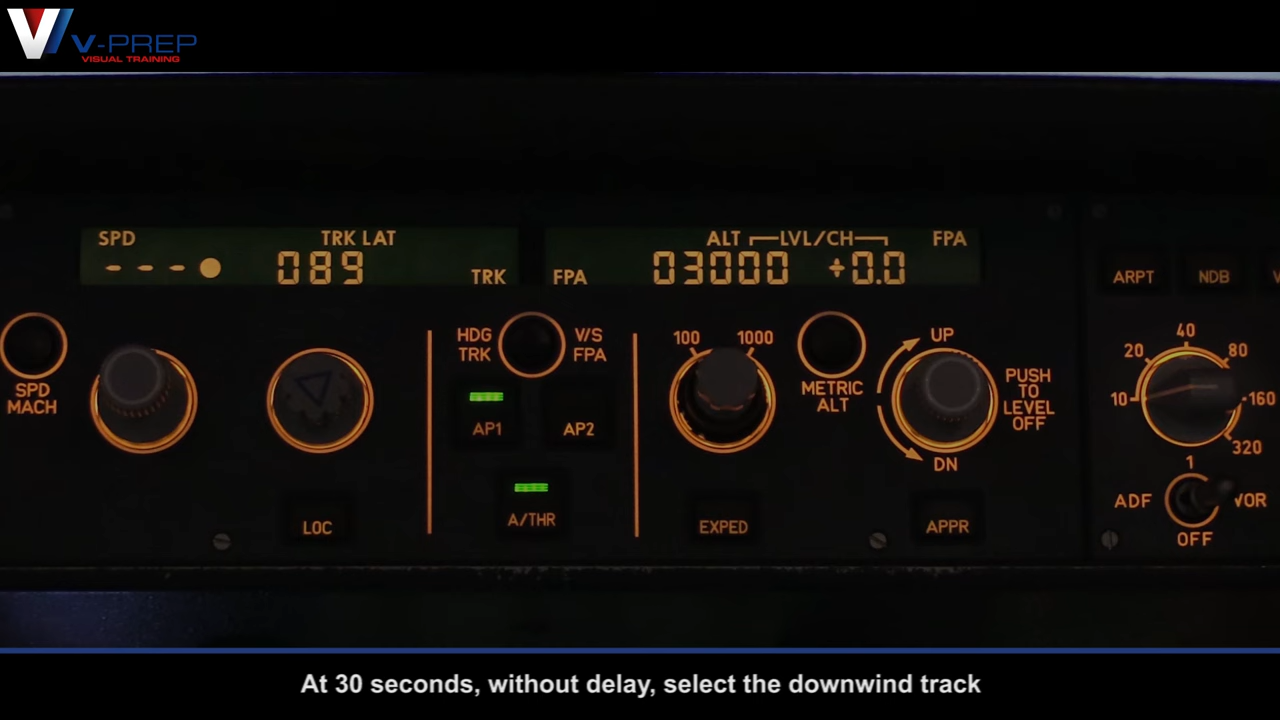 V-PREP
VISUAL TRAINING
SPD
TRK LAT
ALT LVL/CH FPA
---
089
TRK
FPA
03000
+0.0
ARPT
NDB
HDG
TRK
V/S
FPA
100
1000
UP
SPD
MACH
METRIC
ALT
PUSH
TO
LEVEL
OFF
AP1
AP2
DN
A/THR
LOC
EXPED
APPR
10
20
40
80
160
320
ADF
1
VOR
OFF
At 30 seconds, without delay, select the downwind track